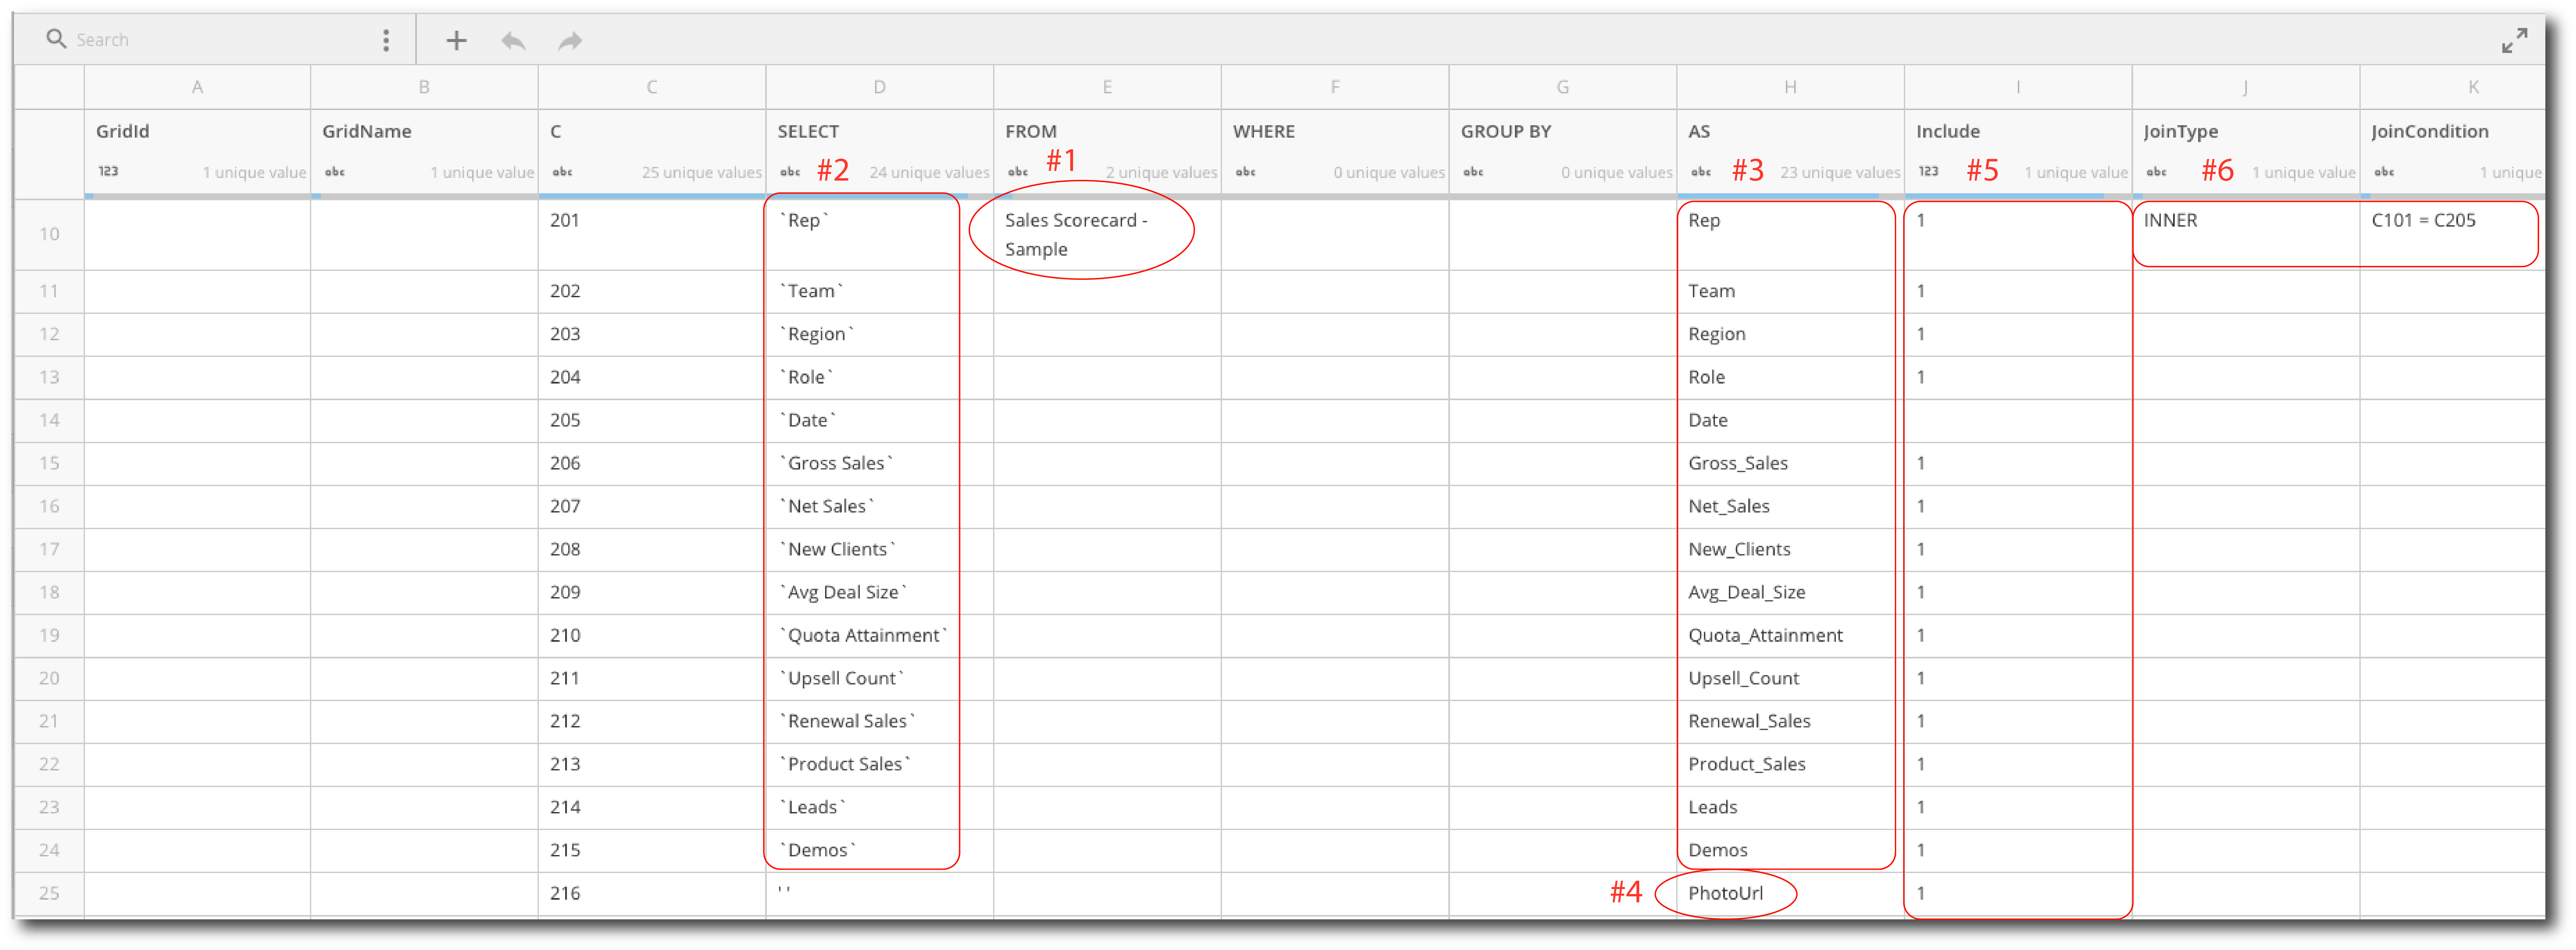 Search
A B C D E F G H I J K
GridId GridName C SELECT FROM WHERE GROUP BY AS Include JoinType JoinCondition
123 1 unique value abc 1 unique value abc 25 unique values abc #2 24 unique values abc #1 2 unique values abc 0 unique values abc 0 unique values abc #3 23 unique values 123 #5 1 unique value abc #6 1 unique value abc 1 unique
10 201 `Rep` Sales Scorecard - Rep 1 INNER C101 = C205
Sample
11 202 `Team` Team 1
12 203 `Region` Region 1
13 204 `Role` Role 1
14 205 `Date` Date
15 206 `Gross Sales` Gross_Sales 1
16 207 `Net Sales` Net_Sales 1
17 208 `New Clients` New_Clients 1
18 209 `Avg Deal Size` Avg_Deal_Size 1
19 210 `Quota Attainment` Quota_Attainment 1
20 211 `Upsell Count` Upsell_Count 1
21 212 `Renewal Sales` Renewal_Sales 1
22 213 `Product Sales` Product_Sales 1
23 214 `Leads` Leads 1
24 215 `Demos` Demos 1
25 216 ' ' #4 PhotoUrl 1